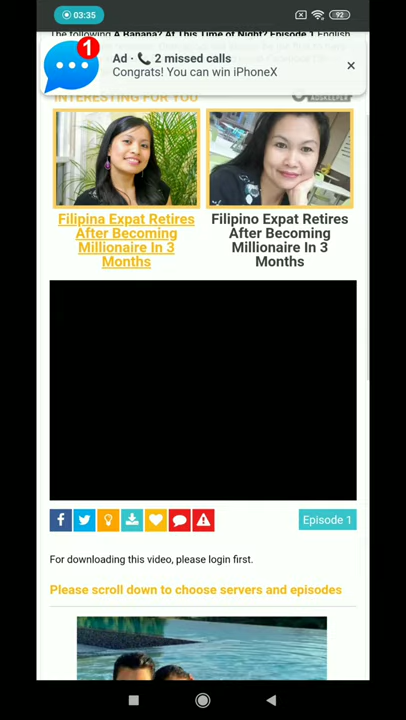 03:35
92
The following A Banana? At This Time of Night? Episode 1 English
1
Ad · 📞 2 missed calls
Congrats! You can win iPhoneX
INTERESTING FOR YOU
ADSKEEPER
Filipina Expat Retires
After Becoming
Millionaire In 3
Months
Filipino Expat Retires
After Becoming
Millionaire In 3
Months
Episode 1
For downloading this video, please login first.
Please scroll down to choose servers and episodes